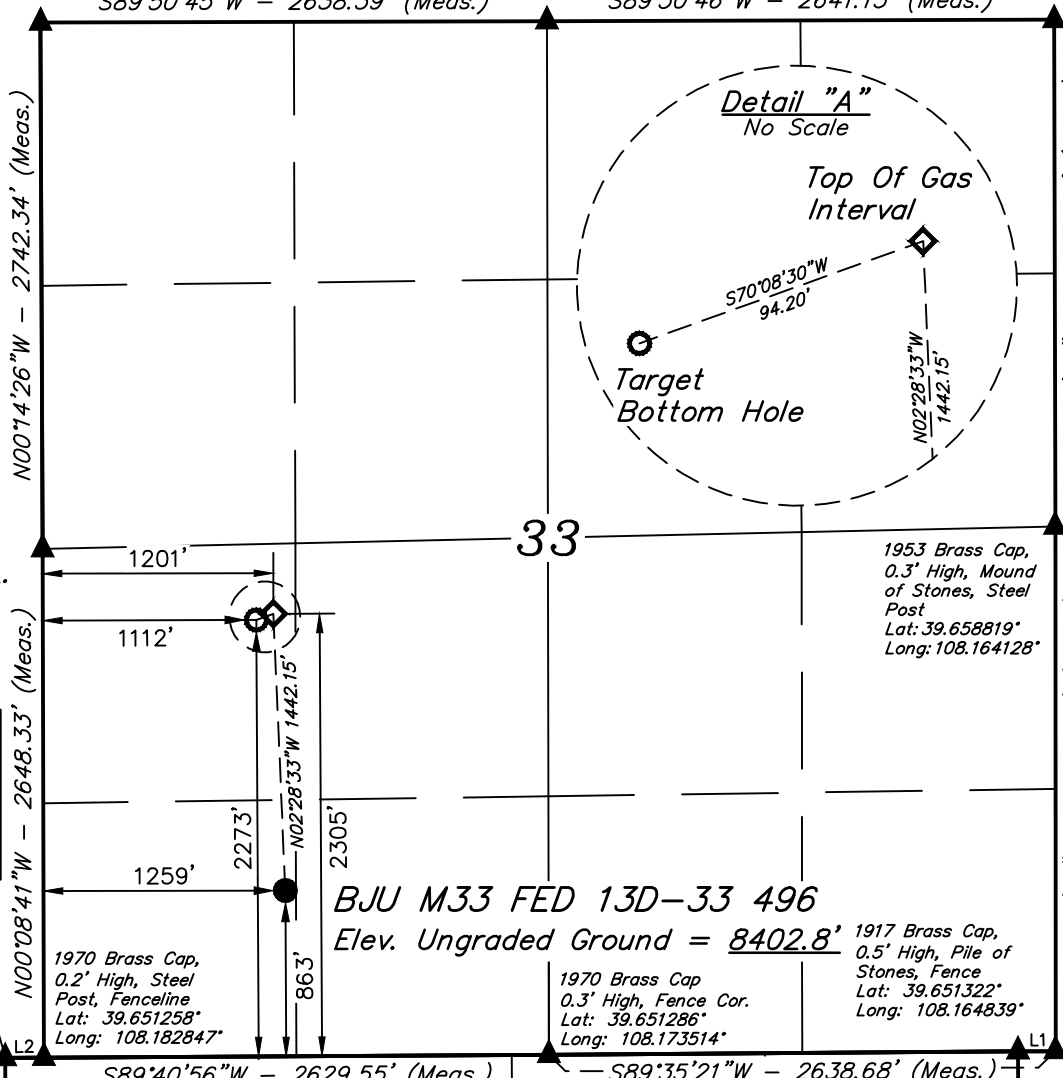 S89°50'45"W - 2638.59' (Meas.)
S89°50'46"W - 2641.15' (Meas.)
N00°14'26"W - 2742.34' (Meas.)
Detail "A"
No Scale
Top Of Gas
Interval
S70°08'30"W
94.20'
Target
Bottom Hole
N02°28'33"W
1442.15'
33
1953 Brass Cap,
0.3' High, Mound
of Stones, Steel
Post
Lat: 39.658819°
Long: 108.164128°
1201'
1112'
N00°08'41"W - 2648.33' (Meas.)
N02°28'33"W 1442.15'
2273'
2305'
1259'
863'
BJU M33 FED 13D-33 496
Elev. Ungraded Ground = 8402.8'
1970 Brass Cap,
0.2' High, Steel
Post, Fenceline
Lat: 39.651258°
Long: 108.182847°
1970 Brass Cap
0.3' High, Fence Cor.
Lat: 39.651286°
Long: 108.173514°
1917 Brass Cap,
0.5' High, Pile of
Stones, Fence
Lat: 39.651322°
Long: 108.164839°
L2
L1
S89°40'56"W - 2629.55' (Meas.)
S89°35'21"W - 2638.68' (Meas.)